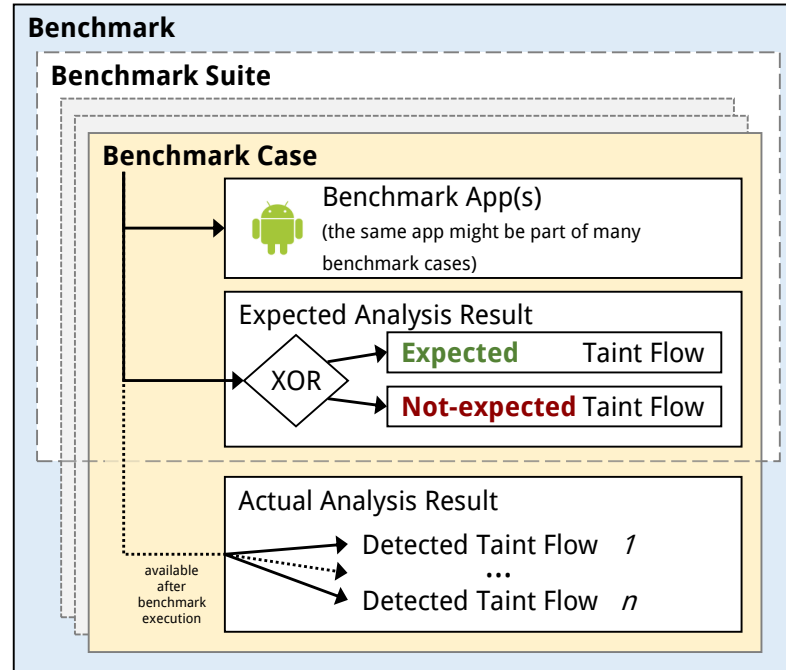 Benchmark
Benchmark Suite
Benchmark Case
Benchmark App(s)
(the same app might be part of many
benchmark cases)
Expected Analysis Result
XOR
Expected Taint Flow
Not-expected Taint Flow
Actual Analysis Result
Detected Taint Flow 1
...
Detected Taint Flow n
available
after
benchmark
execution